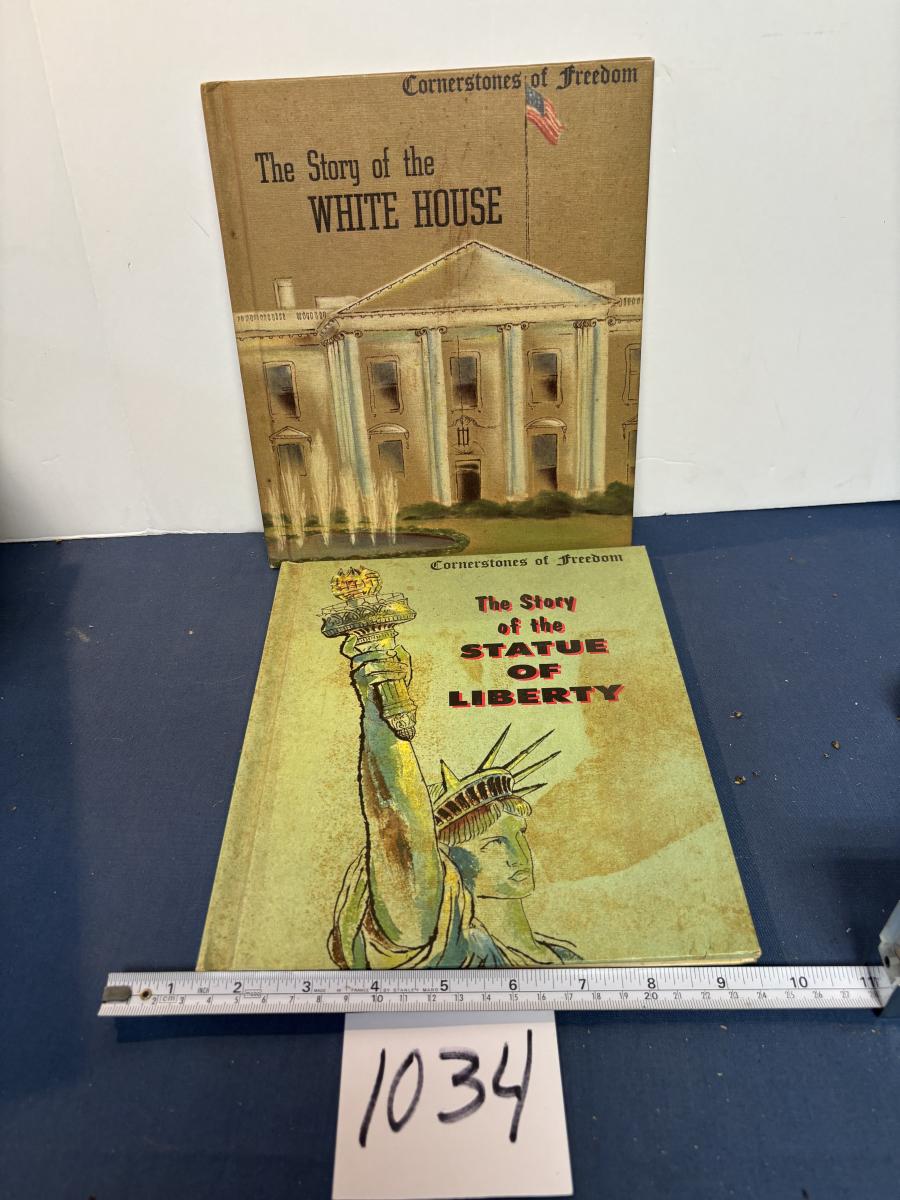 Cornerstones of Freedom
The Story of the
WHITE HOUSE
Cornerstones of Freedom
The Story
of the
STATUE
OF
LIBERTY
1 INCH 2 3 4 5 6 7 8 9 10 11
1034